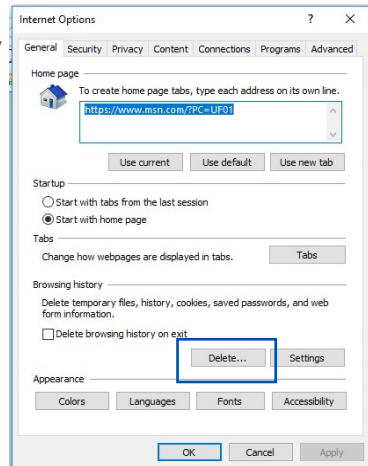 Internet Options ? ×
General Security Privacy Content Connections Programs Advanced
Home page
To create home page tabs, type each address on its own line.
https://www.msn.com/?PC=UF01
Use current Use default Use new tab
Startup
Start with tabs from the last session
Start with home page
Tabs
Change how webpages are displayed in tabs. Tabs
Browsing history
Delete temporary files, history, cookies, saved passwords, and web
form information.
Delete browsing history on exit
Delete... Settings
Appearance
Colors Languages Fonts Accessibility
OK Cancel Apply